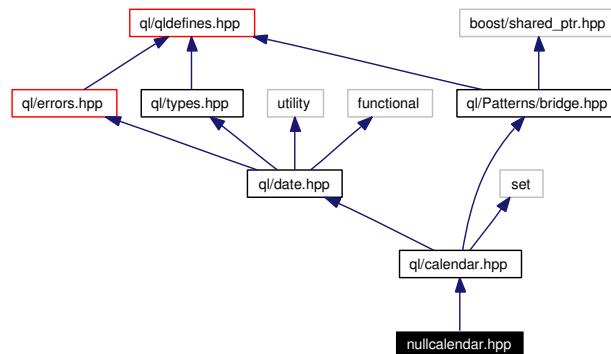 ql/qldefines.hpp
boost/shared_ptr.hpp
ql/errors.hpp
ql/types.hpp
utility
functional
ql/Patterns/bridge.hpp
ql/date.hpp
set
ql/calendar.hpp
nullcalendar.hpp